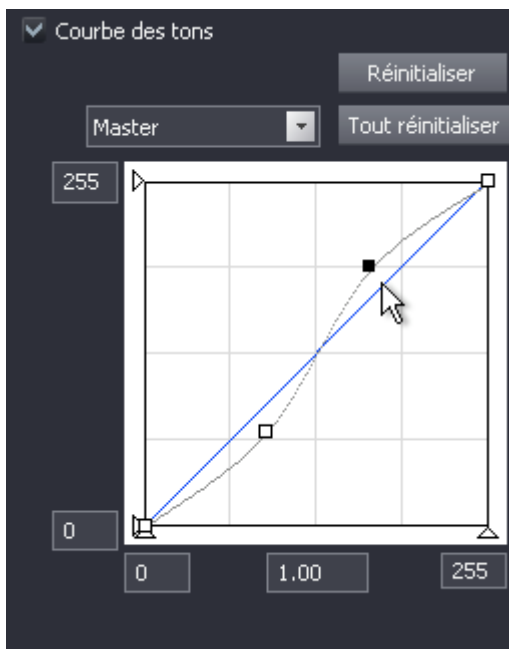 Courbe des tons
Réinitialiser
Master
Tout réinitialiser
255
0
0
1.00
255